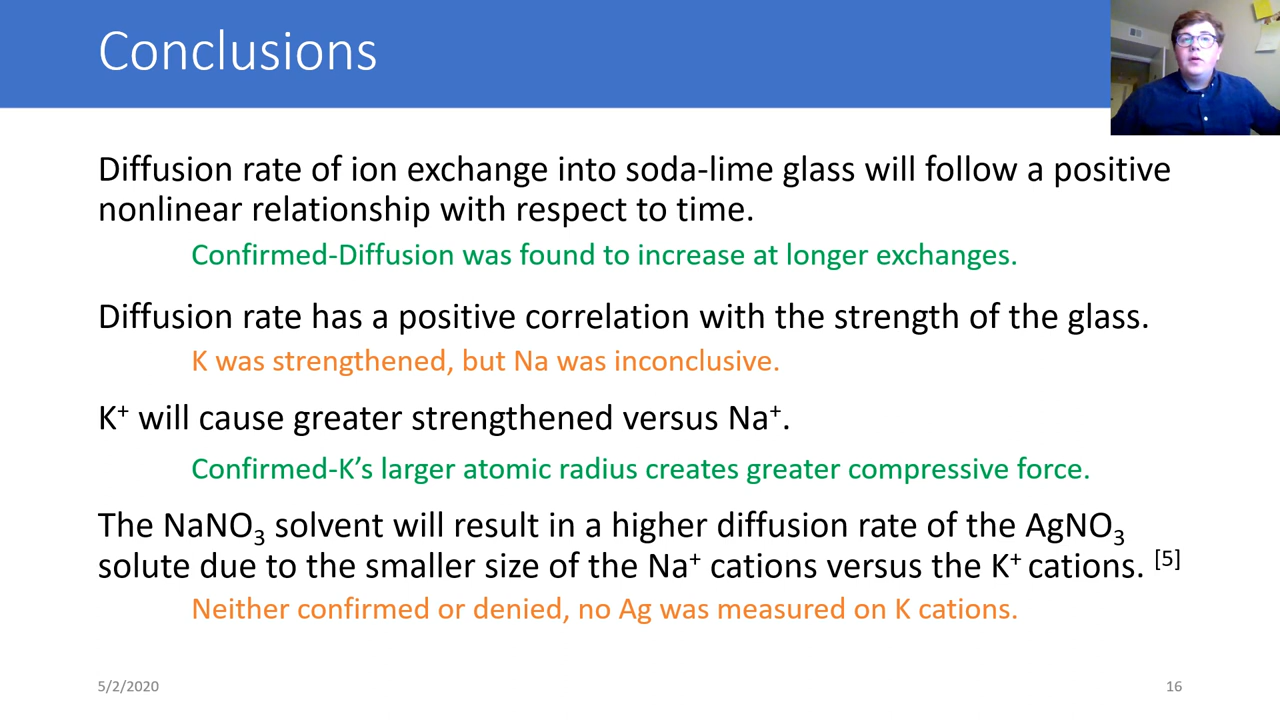 Conclusions
Diffusion rate of ion exchange into soda-lime glass will follow a positive
nonlinear relationship with respect to time.
Confirmed-Diffusion was found to increase at longer exchanges.
Diffusion rate has a positive correlation with the strength of the glass.
K was strengthened, but Na was inconclusive.
K⁺ will cause greater strengthened versus Na⁺.
Confirmed-K’s larger atomic radius creates greater compressive force.
The NaNO₃ solvent will result in a higher diffusion rate of the AgNO₃
solute due to the smaller size of the Na⁺ cations versus the K⁺ cations. [5]
Neither confirmed or denied, no Ag was measured on K cations.
5/2/2020
16